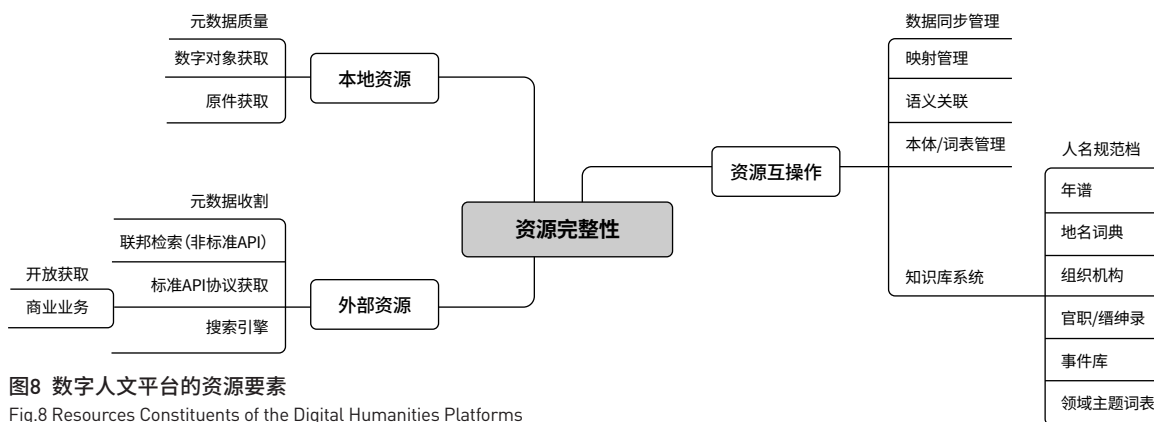 元数据质量
数字对象获取
原件获取
本地资源
元数据收割
联邦检索(非标准API)
标准API协议获取
搜索引擎
开放获取
商业业务
外部资源
资源完整性
资源互操作
数据同步管理
映射管理
语义关联
本体/词表管理
知识库系统
人名规范档
年谱
地名词典
组织机构
官职/缙绅录
事件库
领域主题词表
图8 数字人文平台的资源要素
Fig.8 Resources Constituents of the Digital Humanities Platforms